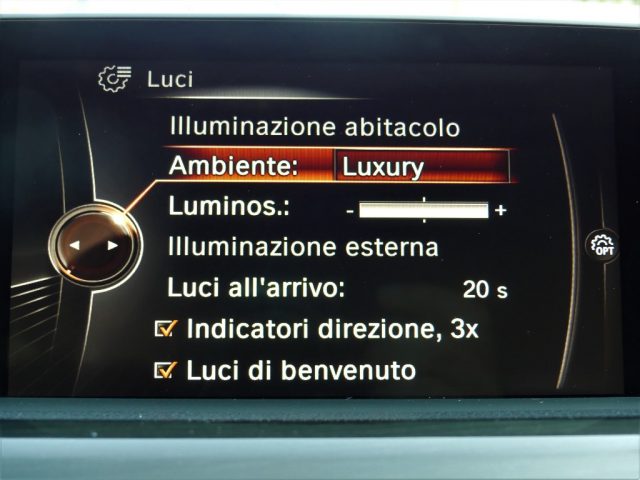 Luci
Illuminazione abitacolo
Ambiente: Luxury
Luminos.: - +
Illuminazione esterna
OPT
Luci all'arrivo: 20 s
Indicatori direzione, 3x
Luci di benvenuto